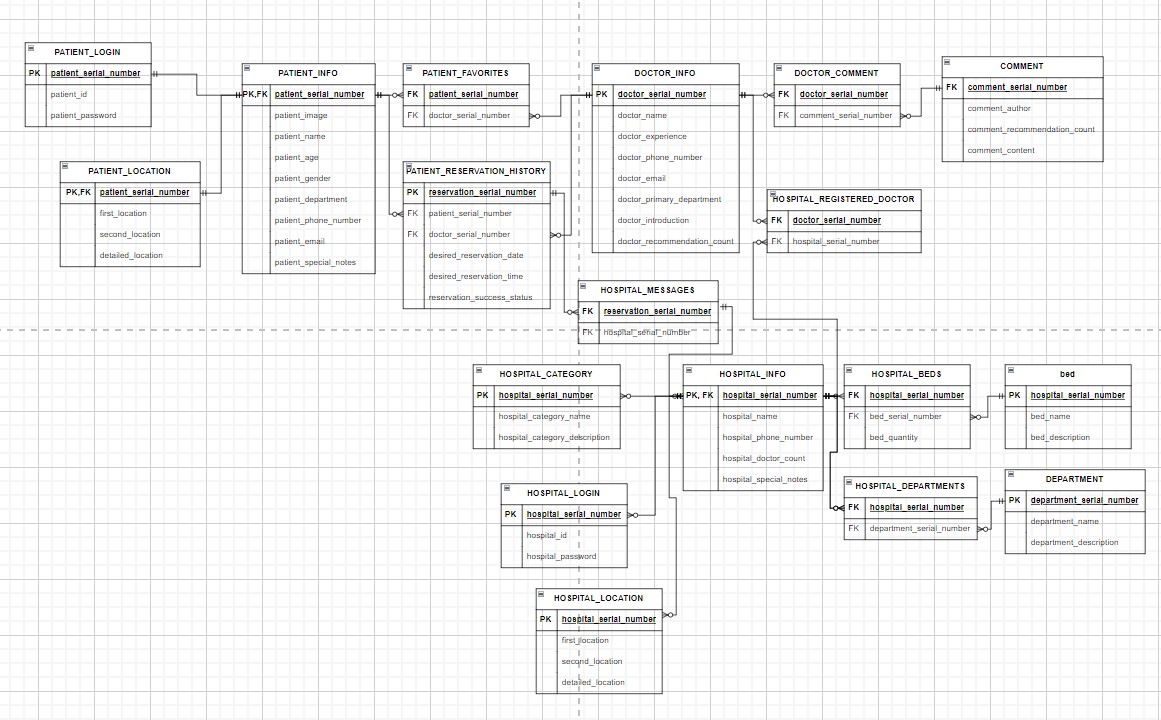 PATIENT_LOGIN
PK patient_serial_number
patient_id
patient_password
PATIENT_LOCATION
PK,FK patient_serial_number
first_location
second_location
detailed_location
PATIENT_INFO
PK,FK patient_serial_number
patient_image
patient_name
patient_age
patient_gender
patient_department
patient_phone_number
patient_email
patient_special_notes
PATIENT_FAVORITES
FK patient_serial_number
FK doctor_serial_number
PATIENT_RESERVATION_HISTORY
PK reservation_serial_number
FK patient_serial_number
FK doctor_serial_number
desired_reservation_date
desired_reservation_time
reservation_success_status
DOCTOR_INFO
PK doctor_serial_number
doctor_name
doctor_experience
doctor_phone_number
doctor_email
doctor_primary_department
doctor_introduction
doctor_recommendation_count
DOCTOR_COMMENT
FK doctor_serial_number
FK comment_serial_number
COMMENT
FK comment_serial_number
comment_author
comment_recommendation_count
comment_content
HOSPITAL_REGISTERED_DOCTOR
FK doctor_serial_number
FK hospital_serial_number
HOSPITAL_MESSAGES
FK reservation_serial_number
FK hospital_serial_number
HOSPITAL_CATEGORY
PK hospital_serial_number
hospital_category_name
hospital_category_description
HOSPITAL_INFO
PK, FK hospital_serial_number
hospital_name
hospital_phone_number
hospital_doctor_count
hospital_special_notes
HOSPITAL_BEDS
FK hospital_serial_number
FK bed_serial_number
bed_quantity
bed
PK hospital_serial_number
bed_name
bed_description
HOSPITAL_LOGIN
PK hospital_serial_number
hospital_id
hospital_password
HOSPITAL_DEPARTMENTS
FK hospital_serial_number
FK department_serial_number
DEPARTMENT
PK department_serial_number
department_name
department_description
HOSPITAL_LOCATION
PK hospital_serial_number
first_location
second_location
detailed_location